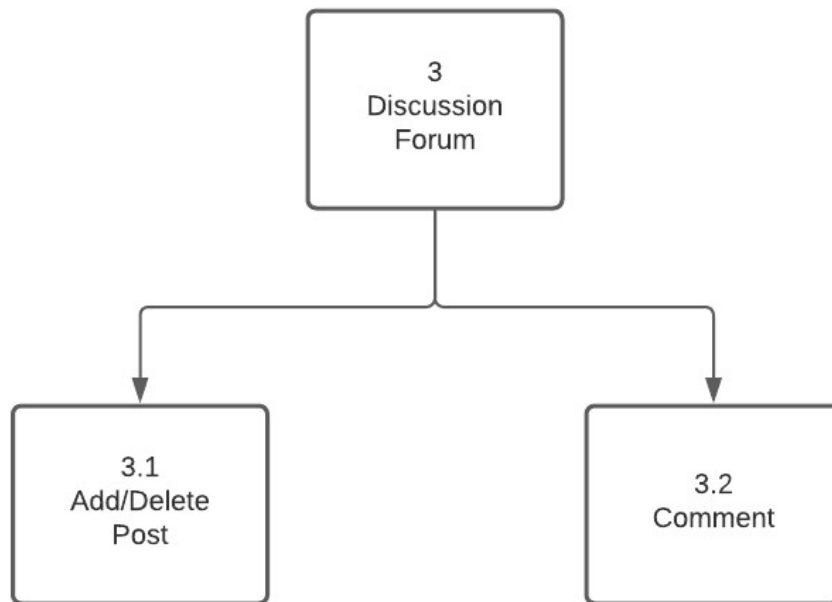 3
Discussion
Forum
3.1
Add/Delete
Post
3.2
Comment